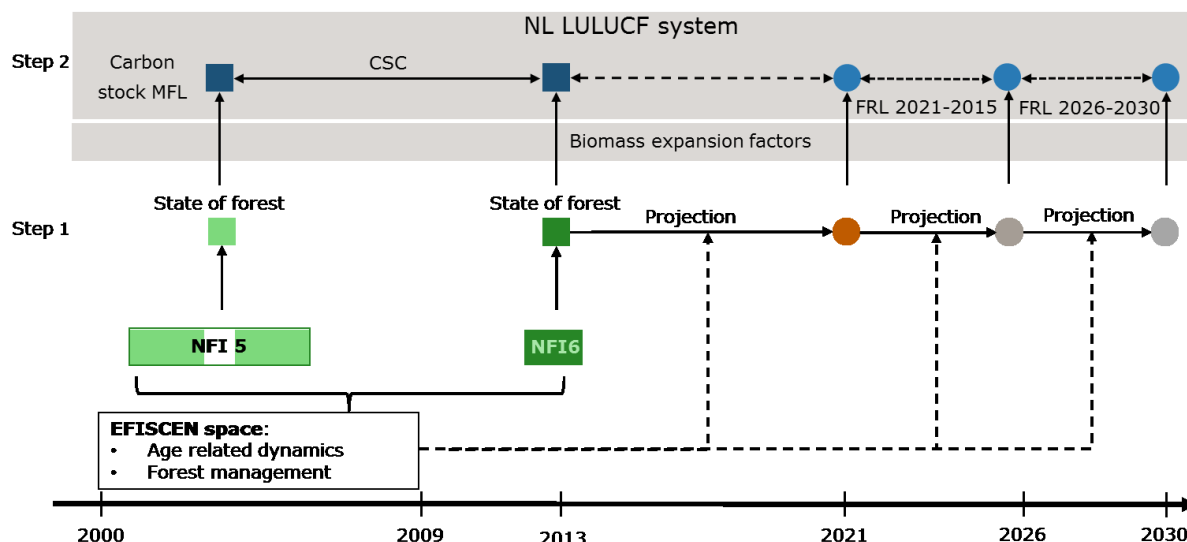 NL LULUCF system
Step 2
Carbon
stock MFL
CSC
FRL 2021-2015
FRL 2026-2030
Biomass expansion factors
State of forest
State of forest
Step 1
Projection
Projection
Projection
NFI 5
NFI6
EFISCEN space:
• Age related dynamics
• Forest management
2000
2009
2013
2021
2026
2030